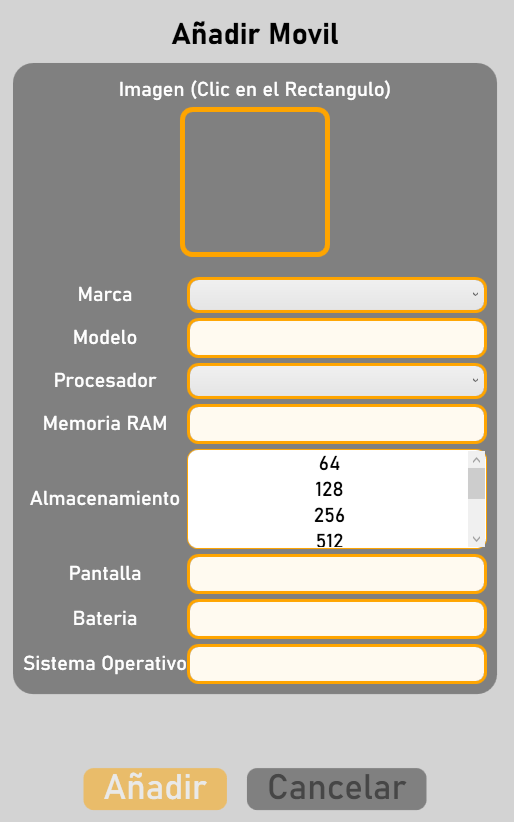 Añadir Movil
Imagen (Clic en el Rectangulo)
Marca
Modelo
Procesador
Memoria RAM
Almacenamiento
64
128
256
512
Pantalla
Bateria
Sistema Operativo
Añadir
Cancelar